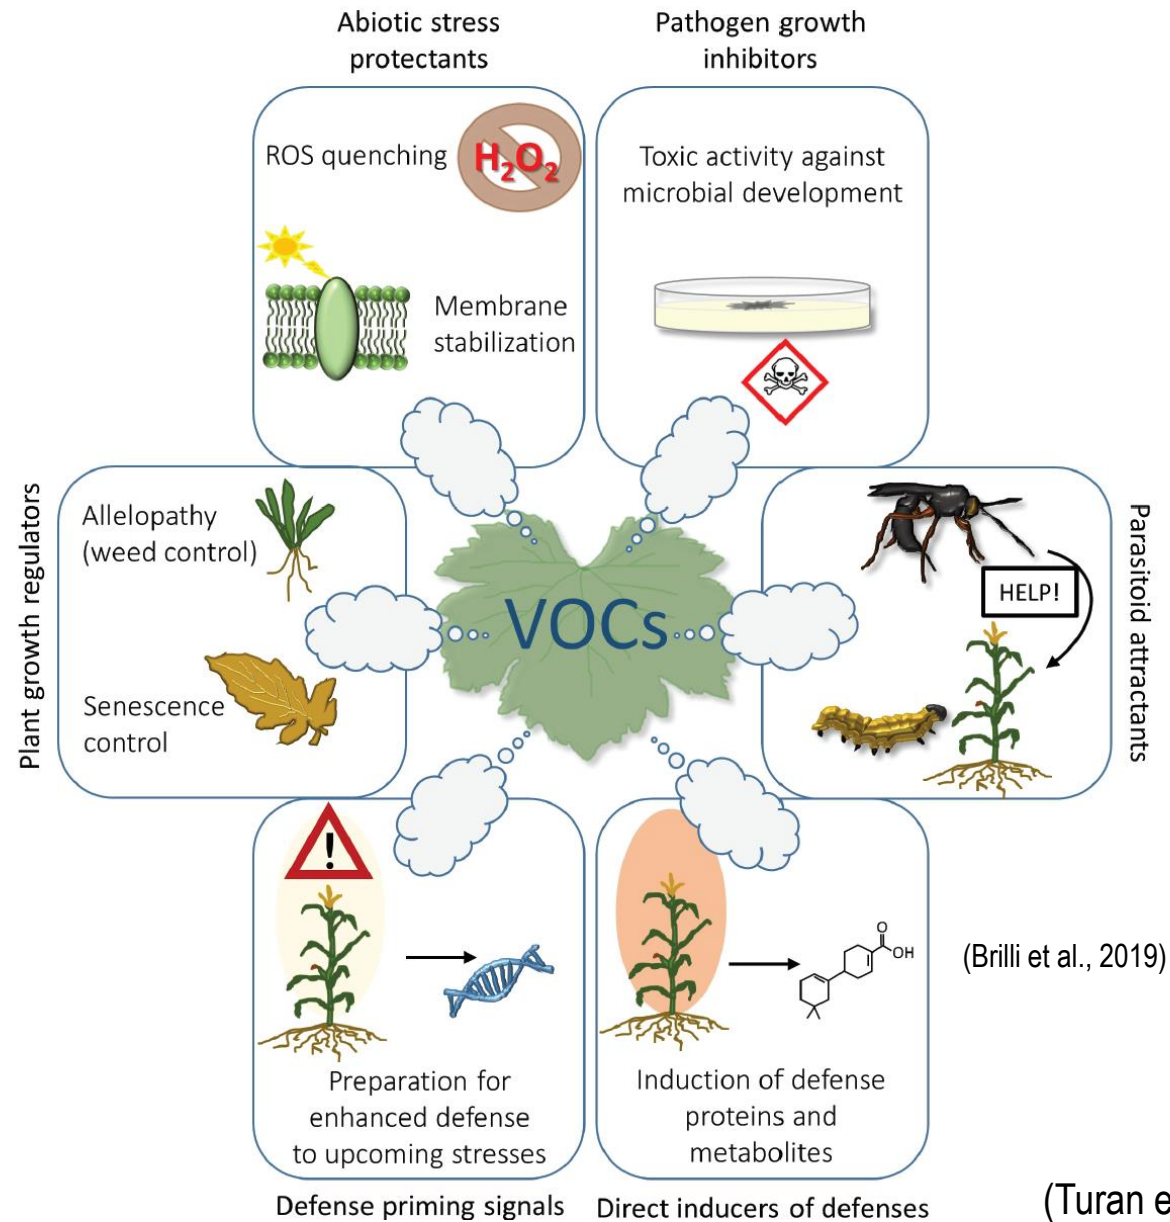 Abiotic stress
protectants
Pathogen growth
inhibitors
ROS quenching
H₂O₂
Membrane
stabilization
Toxic activity against
microbial development
Plant growth regulators
Allelopathy
(weed control)
Senescence
control
VOCs
HELP!
Parasitoid attractants
!
Preparation for
enhanced defense
to upcoming stresses
Defense priming signals
O
OH
Induction of defense
proteins and
metabolites
Direct inducers of defenses
(Brilli et al., 2019)
(Turan e